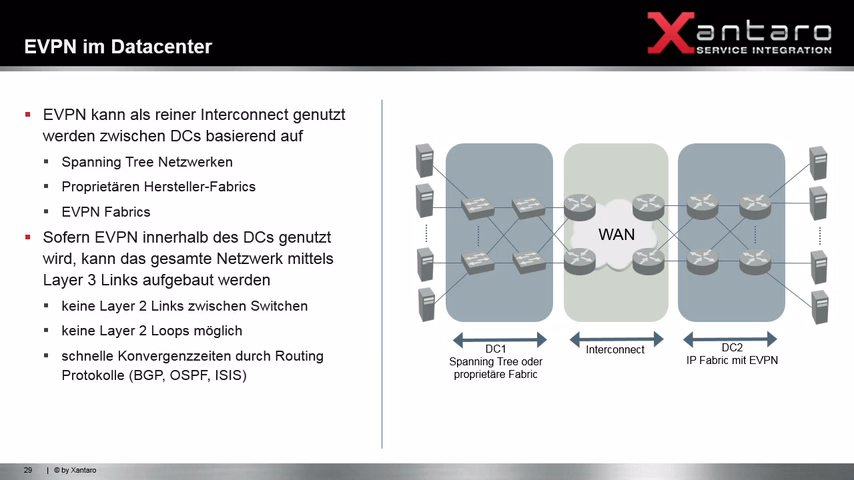 EVPN im Datacenter
Xantaro
SERVICE INTEGRATION
EVPN kann als reiner Interconnect genutzt
werden zwischen DCs basierend auf
Spanning Tree Netzwerken
Proprietären Hersteller-Fabrics
EVPN Fabrics
Sofern EVPN innerhalb des DCs genutzt
wird, kann das gesamte Netzwerk mittels
Layer 3 Links aufgebaut werden
keine Layer 2 Links zwischen Switchen
keine Layer 2 Loops möglich
schnelle Konvergenzzeiten durch Routing
Protokolle (BGP, OSPF, ISIS)
WAN
DC1
Spanning Tree oder
proprietäre Fabric
Interconnect
DC2
IP Fabric mit EVPN
29 | © by Xantaro